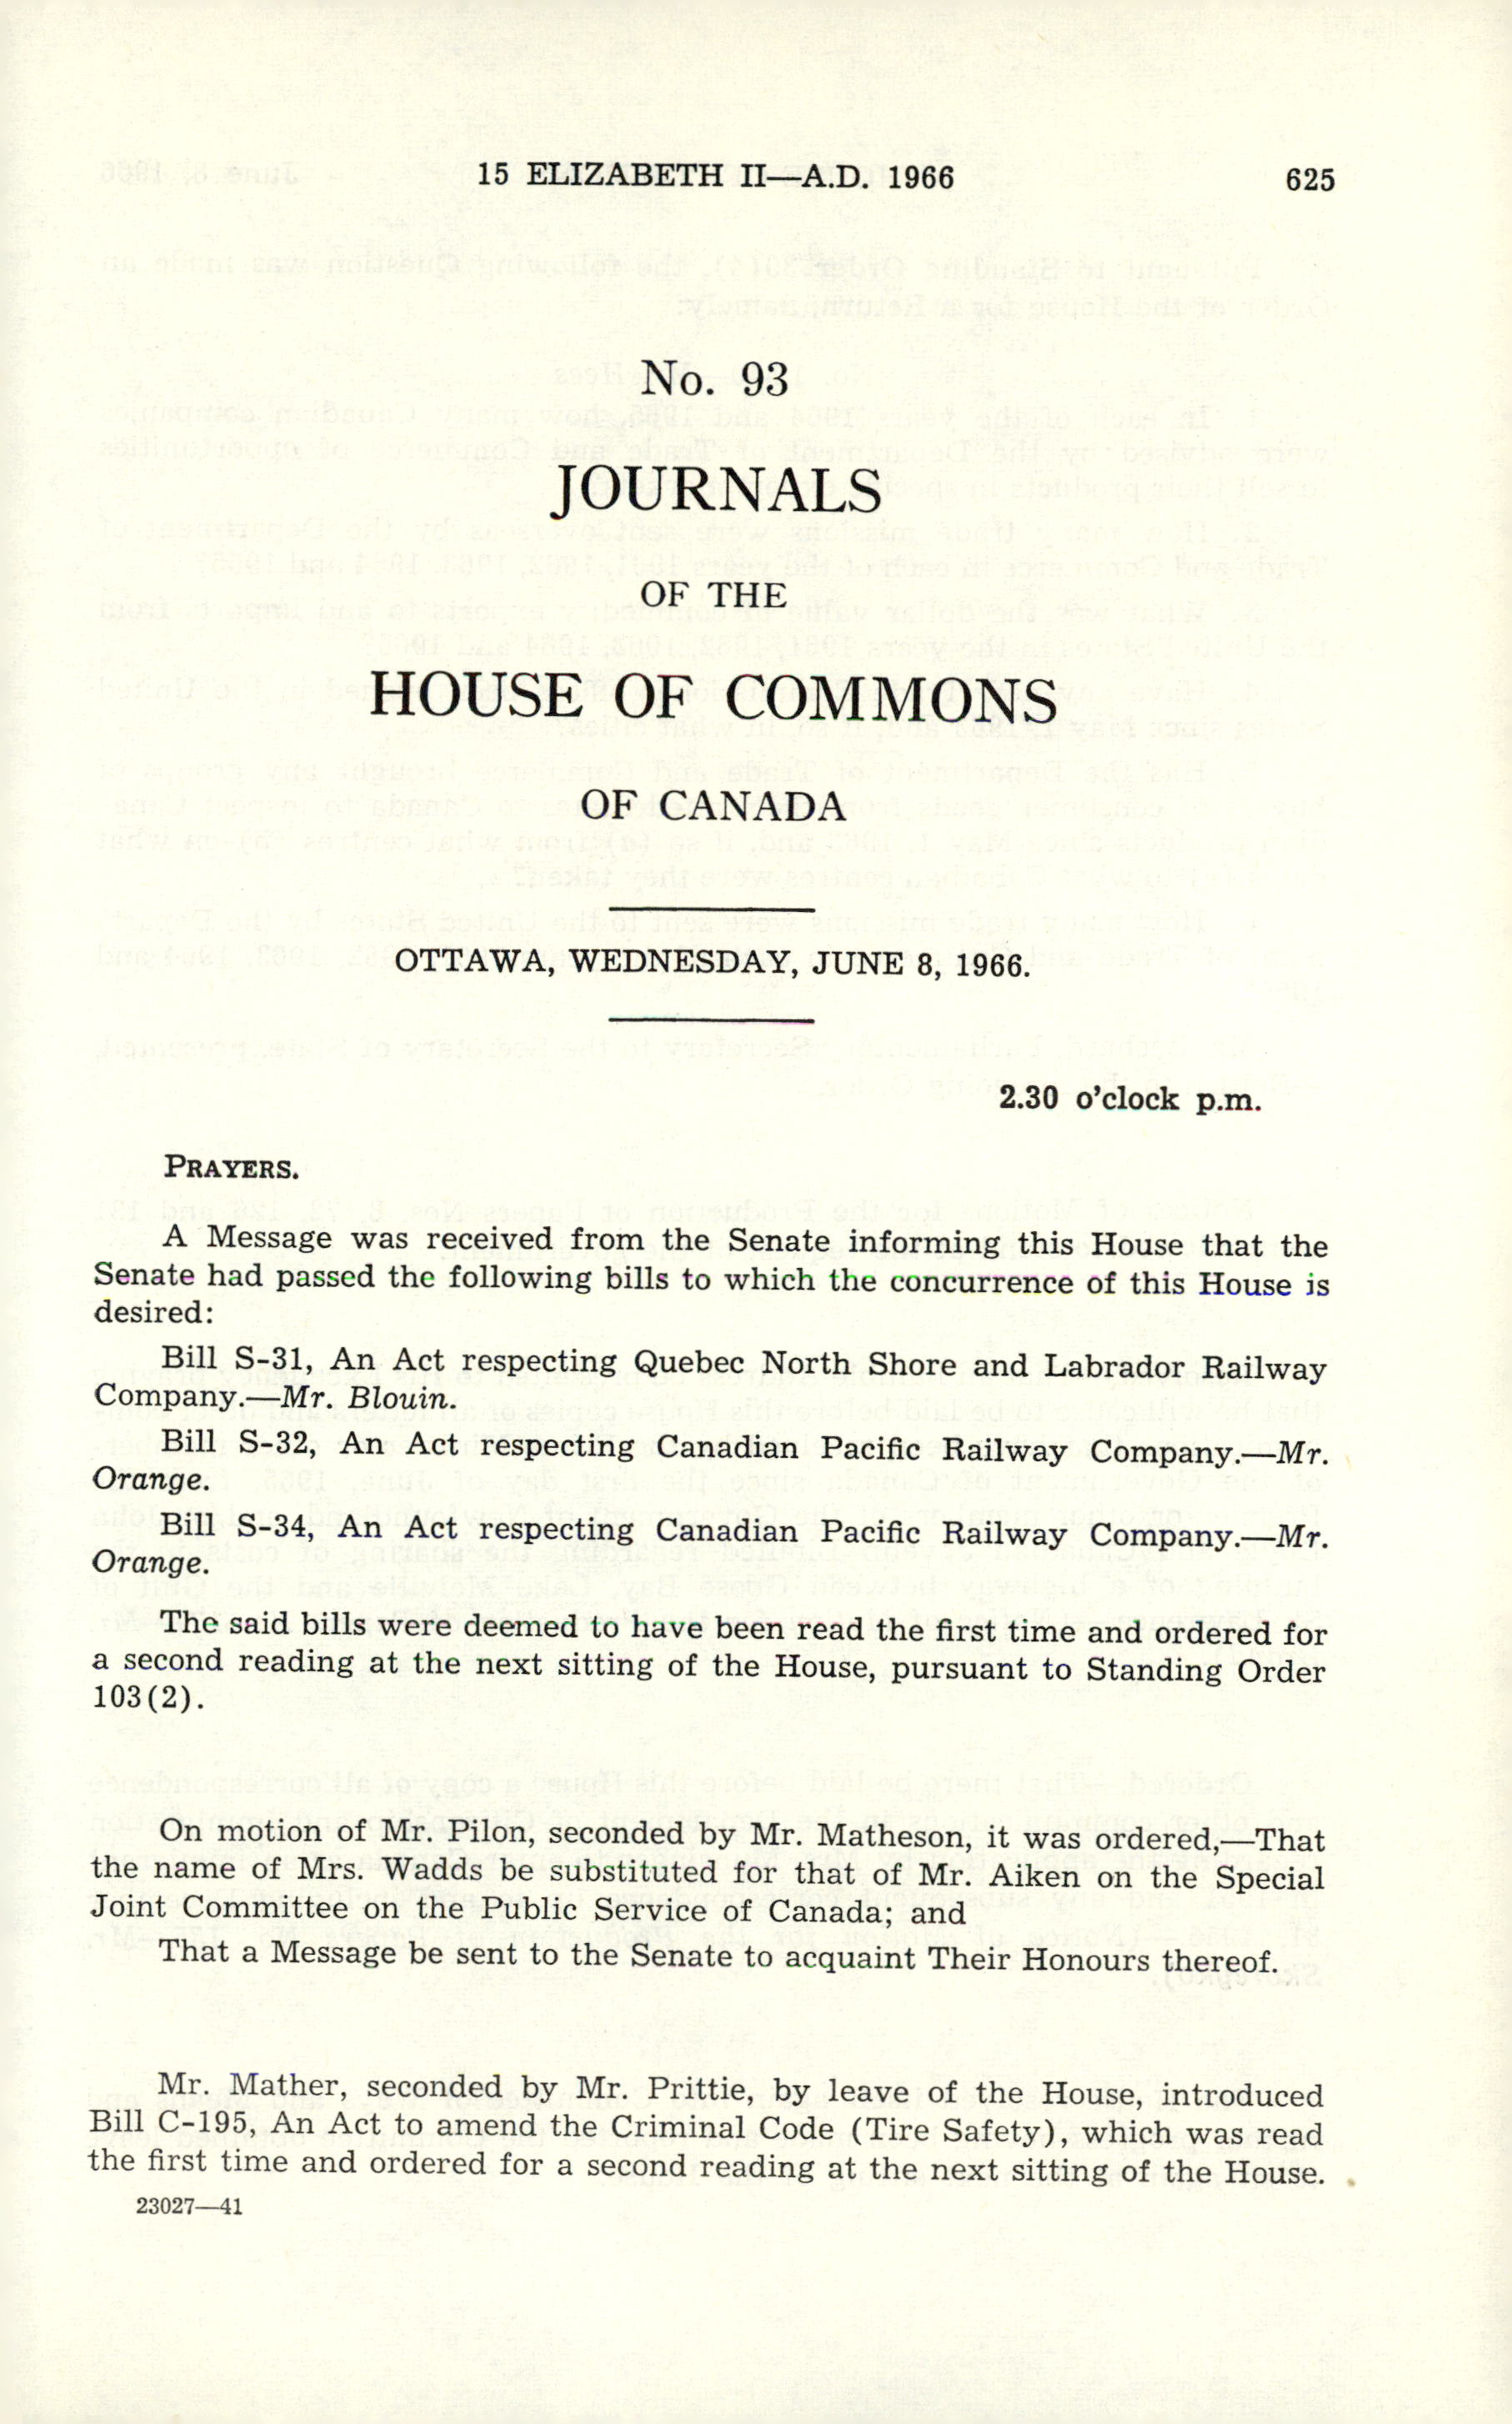 15 ELIZABETH II—A.D. 1966 625
No. 93
JOURNALS
OF THE
HOUSE OF COMMONS
OF CANADA
OTTAWA, WEDNESDAY, JUNE 8, 1966.
2.30 o'clock p.m.
PRAYERS.
A Message was received from the Senate informing this House that the
Senate had passed the following bills to which the concurrence of this House is
desired:
Bill S-31, An Act respecting Quebec North Shore and Labrador Railway
Company.—Mr. Blouin.
Bill S-32, An Act respecting Canadian Pacific Railway Company.—Mr.
Orange.
Bill S-34, An Act respecting Canadian Pacific Railway Company.—Mr.
Orange.
The said bills were deemed to have been read the first time and ordered for
a second reading at the next sitting of the House, pursuant to Standing Order
103(2).
On motion of Mr. Pilon, seconded by Mr. Matheson, it was ordered,—That
the name of Mrs. Wadds be substituted for that of Mr. Aiken on the Special
Joint Committee on the Public Service of Canada; and
That a Message be sent to the Senate to acquaint Their Honours thereof.
Mr. Mather, seconded by Mr. Prittie, by leave of the House, introduced
Bill C-195, An Act to amend the Criminal Code (Tire Safety), which was read
the first time and ordered for a second reading at the next sitting of the House.
23027—41